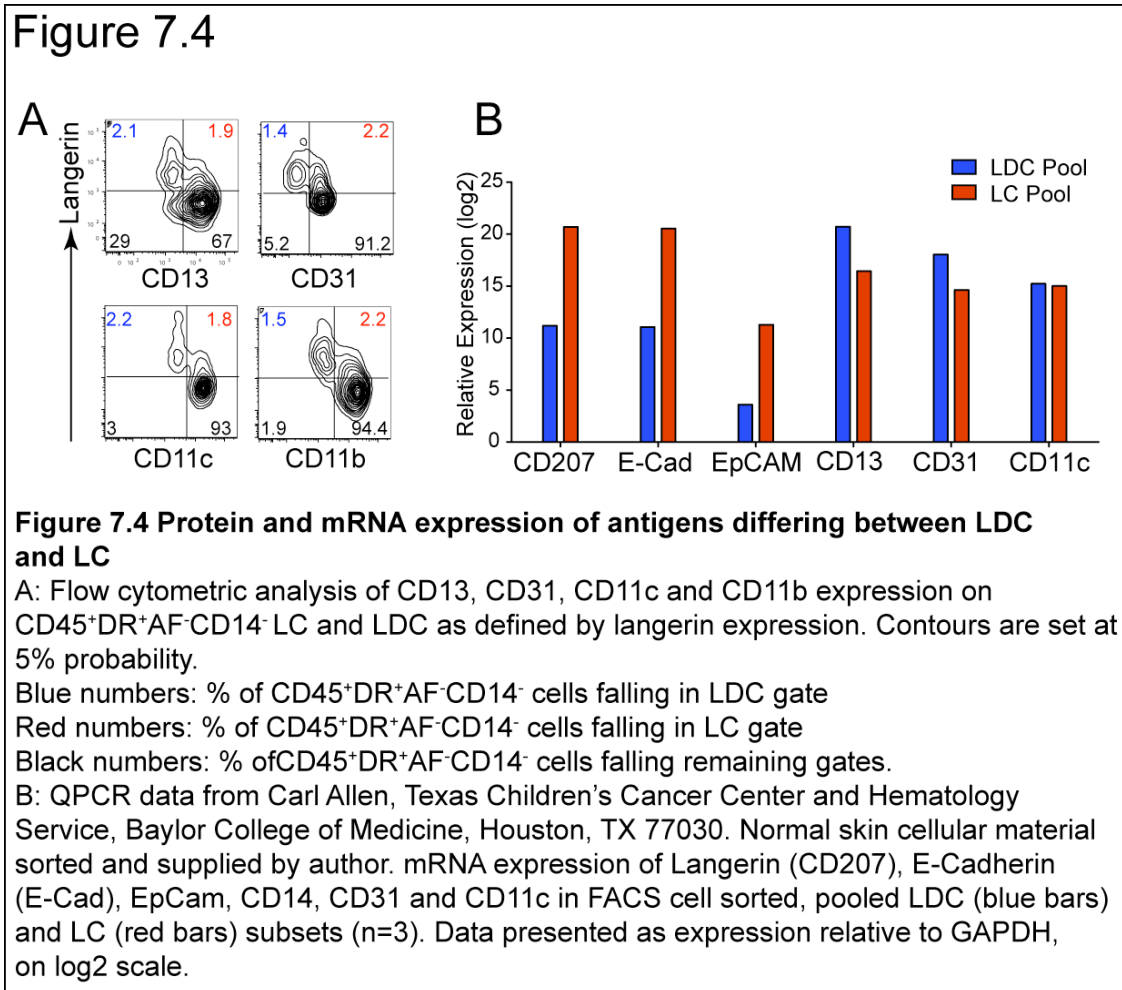 Figure 7.4
A
B
Langerin
2.1
1.9
29
67
CD13
1.4
2.2
5.2
91.2
CD31
2.2
1.8
3
93
CD11c
1.5
2.2
1.9
94.4
CD11b
LDC Pool
LC Pool
Relative Expression (log2)
25
20
15
10
5
0
CD207 E-Cad EpCAM CD13 CD31 CD11c
Figure 7.4 Protein and mRNA expression of antigens differing between LDC
and LC
A: Flow cytometric analysis of CD13, CD31, CD11c and CD11b expression on
CD45⁺DR⁺AF⁻CD14⁻ LC and LDC as defined by langerin expression. Contours are set at
5% probability.
Blue numbers: % of CD45⁺DR⁺AF⁻CD14⁻ cells falling in LDC gate
Red numbers: % of CD45⁺DR⁺AF⁻CD14⁻ cells falling in LC gate
Black numbers: % ofCD45⁺DR⁺AF⁻CD14⁻ cells falling remaining gates.
B: QPCR data from Carl Allen, Texas Children's Cancer Center and Hematology
Service, Baylor College of Medicine, Houston, TX 77030. Normal skin cellular material
sorted and supplied by author. mRNA expression of Langerin (CD207), E-Cadherin
(E-Cad), EpCam, CD14, CD31 and CD11c in FACS cell sorted, pooled LDC (blue bars)
and LC (red bars) subsets (n=3). Data presented as expression relative to GAPDH,
on log2 scale.